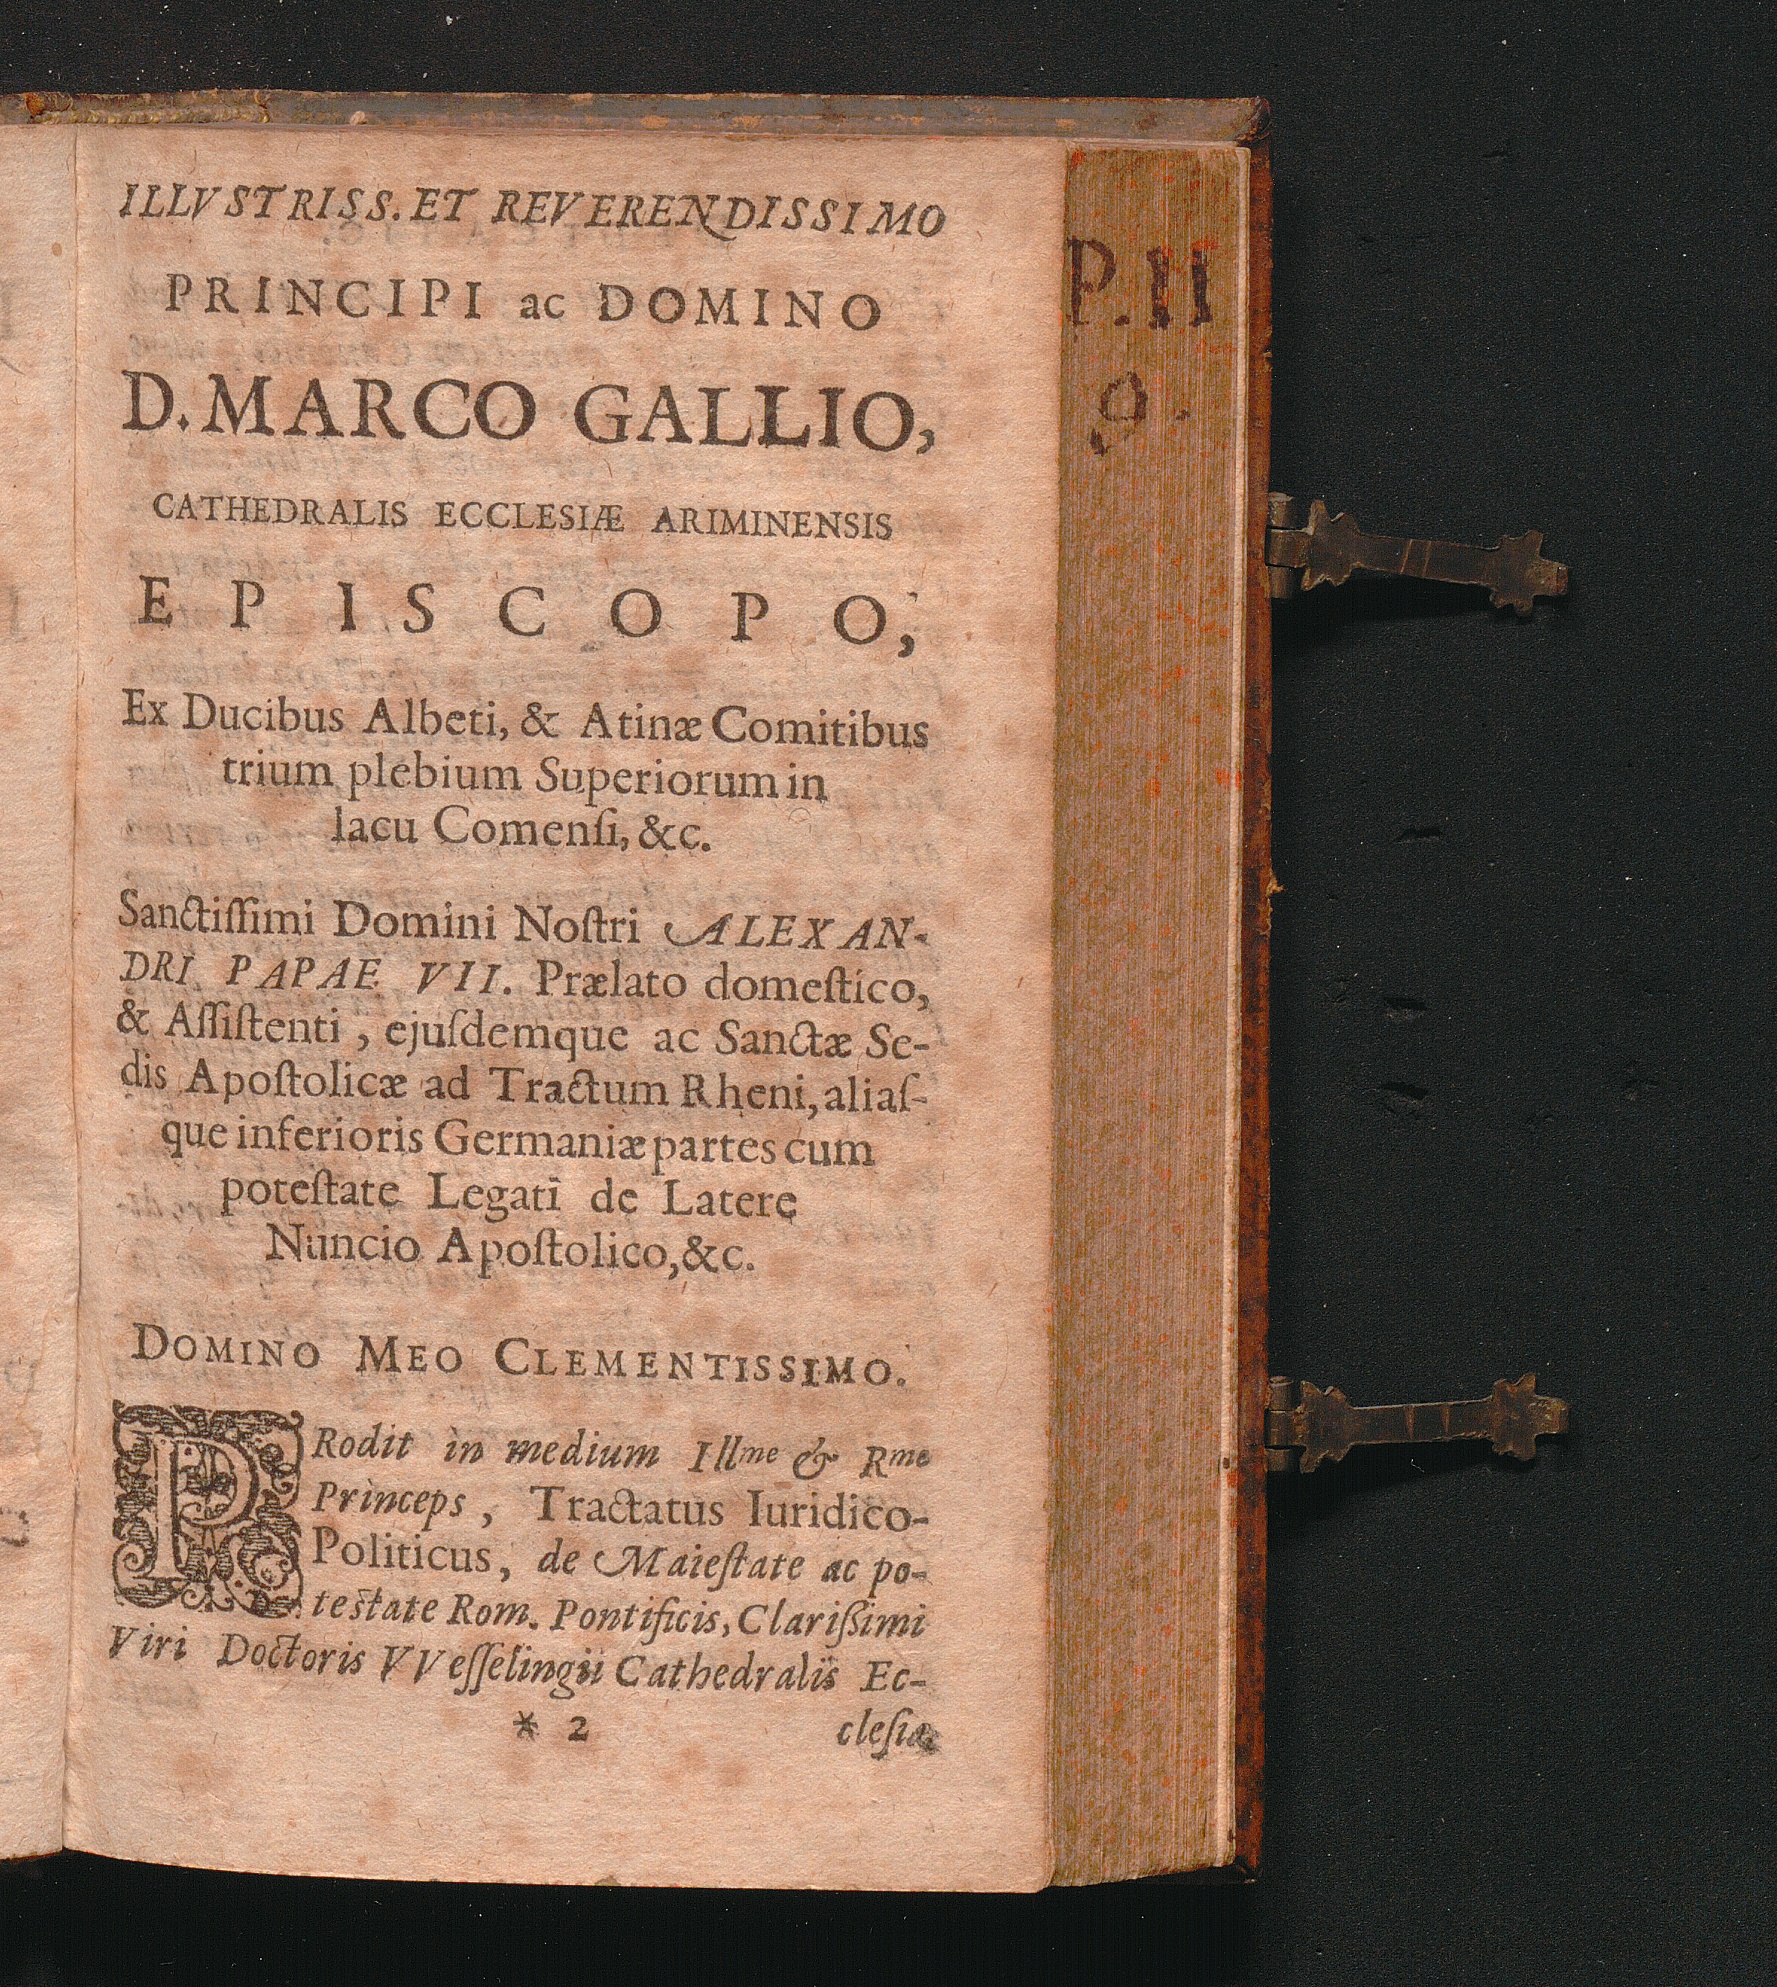 ILLVSTRISS. ET REVERENDISSIMO
PRINCIPI ac DOMINO
D. MARCO GALLIO,
CATHEDRALIS ECCLESIÆ ARIMINENSIS
EPISCOPO,
Ex Ducibus Albeti, & Atinæ Comitibus
trium plebium Superiorum in
lacu Comenſi, &c.
Sanctiſſimi Domini Noſtri ALEXAN-
DRI PAPAE VII. Prælato domeſtico,
& Aſſiſtenti, ejuſdemque ac Sanctæ Se-
dis Apoſtolicæ ad Tractum Rheni, aliaſ-
que inferioris Germaniæ partes cum
poteſtate Legati de Latere
Nuncio Apoſtolico, &c.
DOMINO MEO CLEMENTISSIMO.
PRodit in medium Illme & Rme
Princeps, Tractatus Iuridico-
Politicus, de Maieſtate ac po-
teſtate Rom. Pontificis, Clarißimi
Viri Doctoris VVeſſelingii Cathedralis Ec-
* 2 cleſiæ
P. II
9.